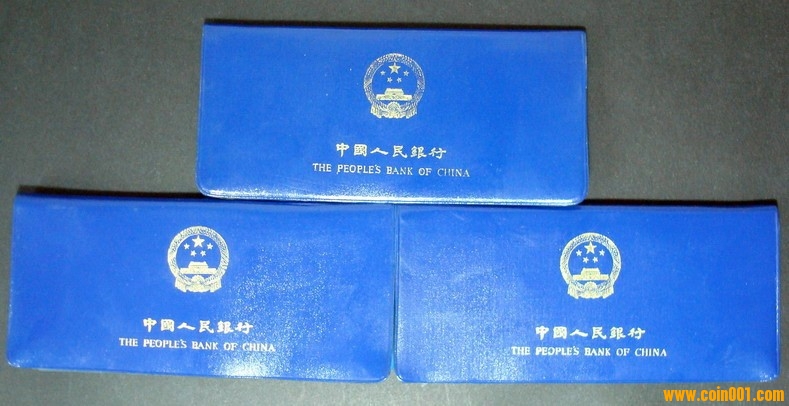 中國人民銀行
THE PEOPLE'S BANK OF CHINA
中國人民銀行
THE PEOPLE'S BANK OF CHINA
中國人民銀行
THE PEOPLE'S BANK OF CHINA
www.coin001.com